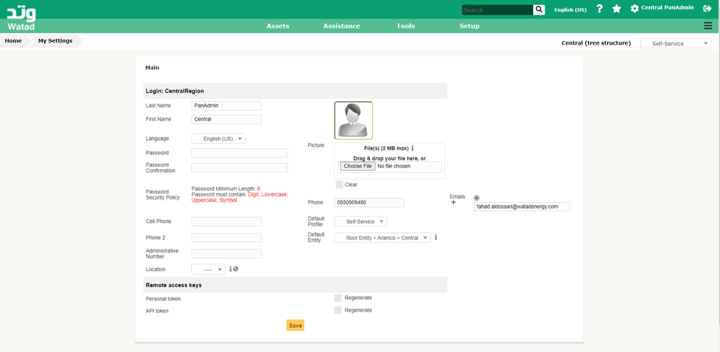 وتد
Watad
Search
English (US)
?
Central PanAdmin
Assets
Assistance
Tools
Setup
Home
My Settings
Central (tree structure)
Self-Service
Main
Login: CentralRegion
Last Name
PanAdmin
First Name
Central
Language
English (US)
Password
Password Confirmation
Password Security Policy
Password Minimum Length: 8
Password must contain: Digit, Lowercase,
Uppercase, Symbol
Cell Phone
Phone 2
Administrative Number
Location
-----
Picture
File(s) (2 MB max)
Drag & drop your file here, or
Choose File No file chosen
Clear
Phone
0550909480
Default Profile
Self-Service
Default Entity
Root Entity > Aramco > Central
Emails
+
fahad.aldossari@watadenergy.com
Remote access keys
Personal token
Regenerate
API token
Regenerate
Save